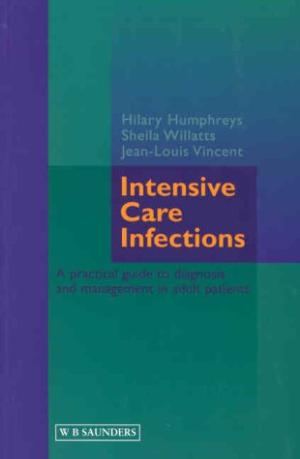 Hilary Humphreys
Sheila Willatts
Jean-Louis Vincent
Intensive
Care
Infections
A practical guide to diagnosis
and management in adult patients
W B SAUNDERS